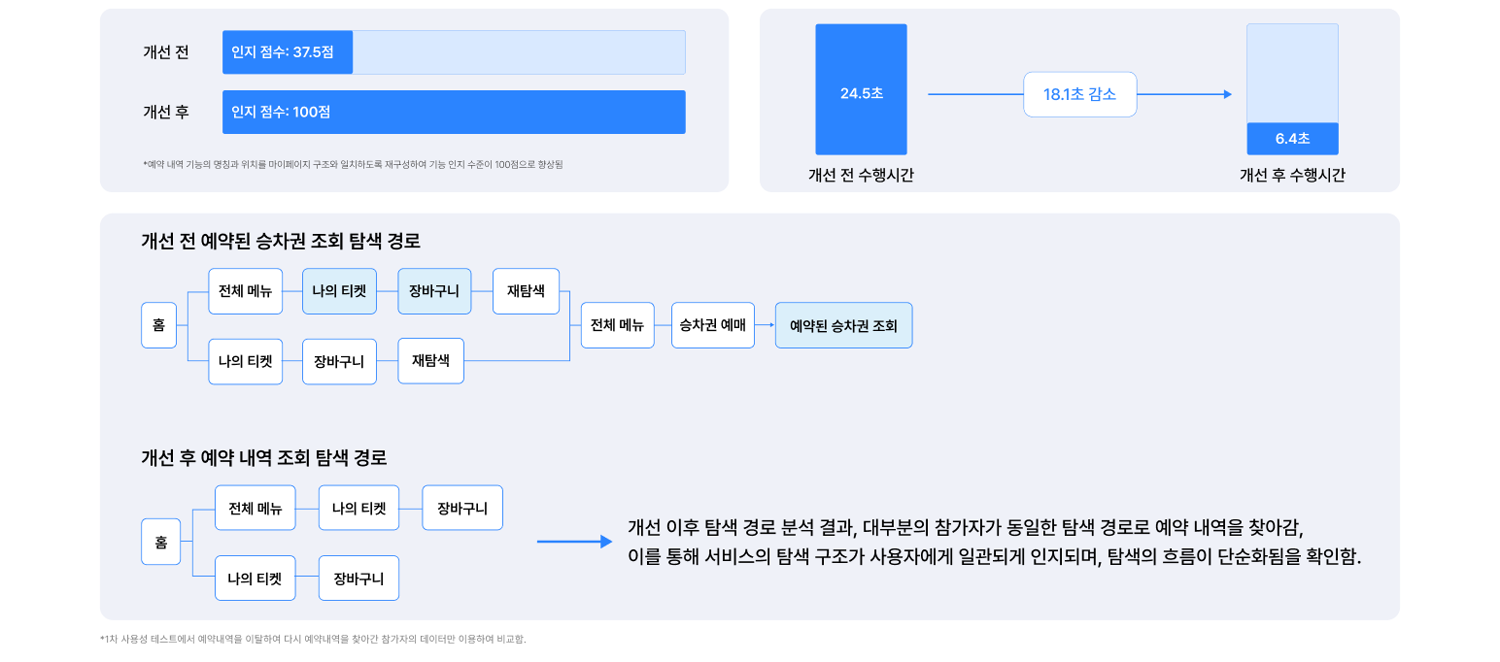 개선 전
인지 점수: 37.5점
개선 후
인지 점수: 100점
*예약 내역 기능의 명칭과 위치를 마이페이지 구조와 일치하도록 재구성하여 기능 인지 수준이 100점으로 향상됨
24.5초
18.1초 감소
6.4초
개선 전 수행시간
개선 후 수행시간
개선 전 예약된 승차권 조회 탐색 경로
홈
전체 메뉴
나의 티켓
장바구니
재탐색
나의 티켓
장바구니
재탐색
전체 메뉴
승차권 예매
예약된 승차권 조회
개선 후 예약 내역 조회 탐색 경로
홈
전체 메뉴
나의 티켓
장바구니
나의 티켓
장바구니
개선 이후 탐색 경로 분석 결과, 대부분의 참가자가 동일한 탐색 경로로 예약 내역을 찾아감,
이를 통해 서비스의 탐색 구조가 사용자에게 일관되게 인지되며, 탐색의 흐름이 단순화됨을 확인함.
*1차 사용성 테스트에서 예약내역을 이탈하여 다시 예약내역을 찾아간 참가자의 데이터만 이용하여 비교함.